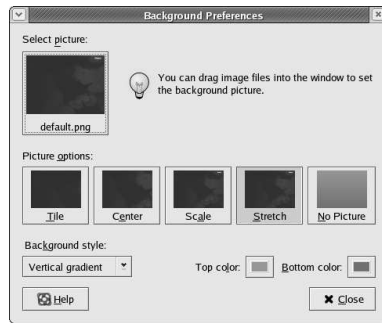 Background Preferences
Select picture:
You can drag image files into the window to set
the background picture.
default.png
Picture options:
Tile
Center
Scale
Stretch
No Picture
Background style:
Vertical gradient
Top color:
Bottom color:
Help
Close